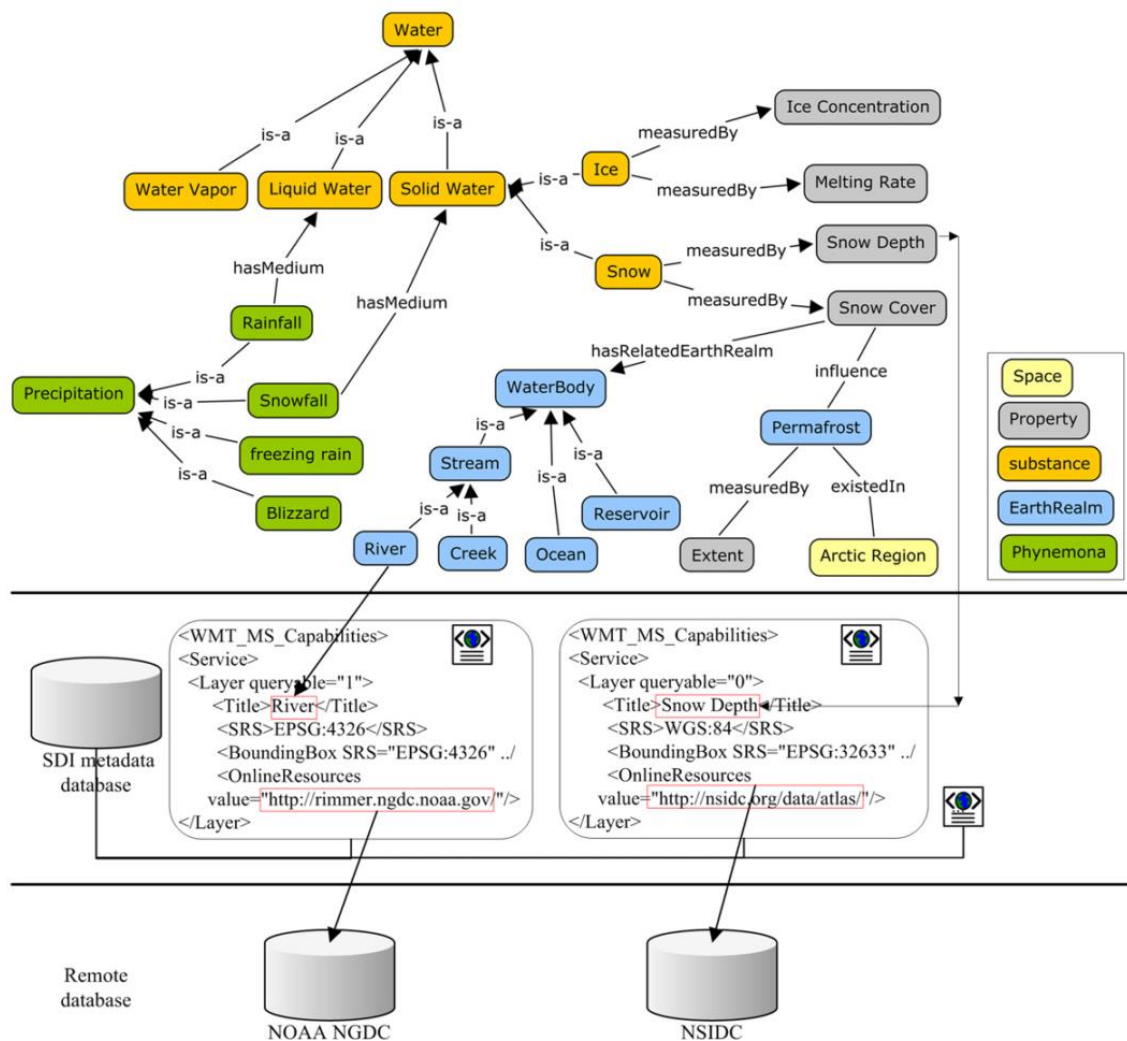 Water
Ice Concentration
is-a
is-a
is-a
measuredBy
Water Vapor
Liquid Water
Solid Water
is-a
Ice
measuredBy
Melting Rate
is-a
measuredBy
Snow Depth
hasMedium
Snow
measuredBy
Snow Cover
hasMedium
Rainfall
hasRelatedEarthRealm
is-a
Precipitation
is-a
Snowfall
WaterBody
influence
Space
Property
is-a
is-a
Permafrost
freezing rain
is-a
Stream
is-a
substance
is-a
measuredBy
existedIn
Blizzard
is-a
is-a
Reservoir
EarthRealm
River
Creek
Ocean
Extent
Arctic Region
Phynemona
SDI metadata
database
<WMT_MS_Capabilities>
<Service>
<Layer queryable="1">
<Title>River</Title>
<SRS>EPSG:4326</SRS>
<BoundingBox SRS="EPSG:4326" ../
<OnlineResources
value="http://rimmer.ngdc.noaa.gov/"/>
</Layer>
<WMT_MS_Capabilities>
<Service>
<Layer queryable="0">
<Title>Snow Depth</Title>
<SRS>WGS:84</SRS>
<BoundingBox SRS="EPSG:32633" ../
<OnlineResources
value="http://nsidc.org/data/atlas/"/>
</Layer>
Remote
database
NOAA NGDC
NSIDC